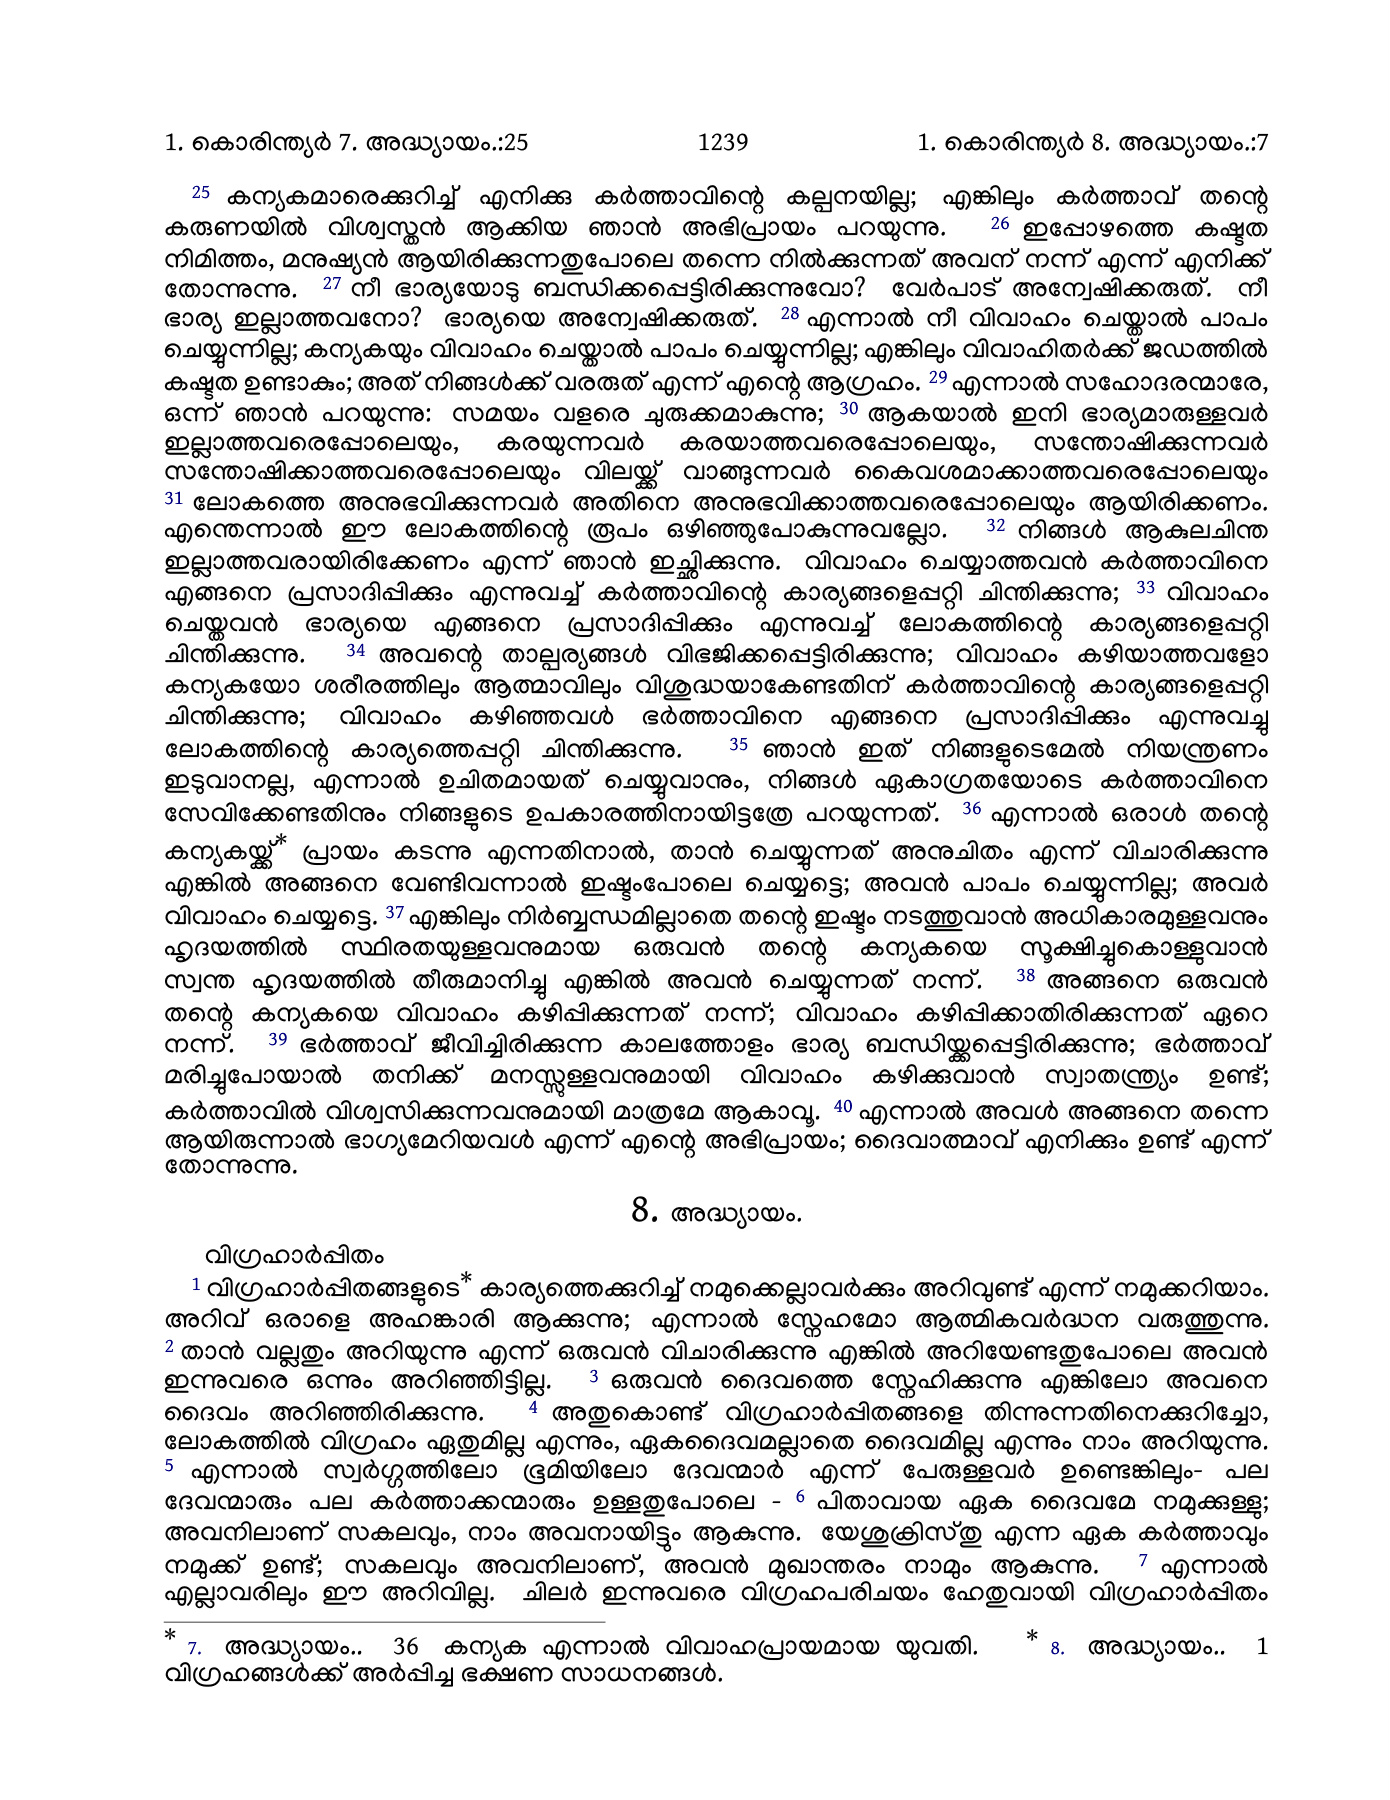 1. കൊരിന്ത്യർ 7. അദ്ധ്യായം.:25 1239 1. കൊരിന്ത്യർ 8. അദ്ധ്യായം.:7
25 കന്യകമാരെക്കുറിച്ച് എനിക്കു കർത്താവിന്റെ കല്പനയില്ല; എങ്കിലും കർത്താവ് തന്റെ
കരുണയിൽ വിശ്വസ്തൻ ആക്കിയ ഞാൻ അഭിപ്രായം പറയുന്നു. 26 ഇപ്പോഴത്തെ കഷ്ടത
നിമിത്തം, മനുഷ്യൻ ആയിരിക്കുന്നതുപോലെ തന്നെ നിൽക്കുന്നത് അവന് നന്ന് എന്ന് എനിക്ക്
തോന്നുന്നു. 27 നീ ഭാര്യയോടു ബന്ധിക്കപ്പെട്ടിരിക്കുന്നുവോ? വേർപാട് അന്വേഷിക്കരുത്. നീ
ഭാര്യ ഇല്ലാത്തവനോ? ഭാര്യയെ അന്വേഷിക്കരുത്. 28 എന്നാൽ നീ വിവാഹം ചെയ്താൽ പാപം
ചെയ്യുന്നില്ല; കന്യകയും വിവാഹം ചെയ്താൽ പാപം ചെയ്യുന്നില്ല; എങ്കിലും വിവാഹിതർക്ക് ജഡത്തിൽ
കഷ്ടത ഉണ്ടാകും; അത് നിങ്ങൾക്ക് വരരുത് എന്ന് എന്റെ ആഗ്രഹം. 29 എന്നാൽ സഹോദരന്മാരേ,
ഒന്ന് ഞാൻ പറയുന്നു: സമയം വളരെ ചുരുക്കമാകുന്നു; 30 ആകയാൽ ഇനി ഭാര്യമാരുള്ളവർ
ഇല്ലാത്തവരെപ്പോലെയും, കരയുന്നവർ കരയാത്തവരെപ്പോലെയും, സന്തോഷിക്കുന്നവർ
സന്തോഷിക്കാത്തവരെപ്പോലെയും വിലയ്ക്ക് വാങ്ങുന്നവർ കൈവശമാക്കാത്തവരെപ്പോലെയും
31 ലോകത്തെ അനുഭവിക്കുന്നവർ അതിനെ അനുഭവിക്കാത്തവരെപ്പോലെയും ആയിരിക്കണം.
എന്തെന്നാൽ ഈ ലോകത്തിന്റെ രൂപം ഒഴിഞ്ഞുപോകുന്നുവല്ലോ. 32 നിങ്ങൾ ആകുലചിന്ത
ഇല്ലാത്തവരായിരിക്കേണം എന്ന് ഞാൻ ഇച്ഛിക്കുന്നു. വിവാഹം ചെയ്യാത്തവൻ കർത്താവിനെ
എങ്ങനെ പ്രസാദിപ്പിക്കും എന്നുവച്ച് കർത്താവിന്റെ കാര്യങ്ങളെപ്പറ്റി ചിന്തിക്കുന്നു; 33 വിവാഹം
ചെയ്തവൻ ഭാര്യയെ എങ്ങനെ പ്രസാദിപ്പിക്കും എന്നുവച്ച് ലോകത്തിന്റെ കാര്യങ്ങളെപ്പറ്റി
ചിന്തിക്കുന്നു. 34 അവന്റെ താല്പര്യങ്ങൾ വിഭജിക്കപ്പെട്ടിരിക്കുന്നു; വിവാഹം കഴിയാത്തവളോ
കന്യകയോ ശരീരത്തിലും ആത്മാവിലും വിശുദ്ധയാകേണ്ടതിന് കർത്താവിന്റെ കാര്യങ്ങളെപ്പറ്റി
ചിന്തിക്കുന്നു; വിവാഹം കഴിഞ്ഞവൾ ഭർത്താവിനെ എങ്ങനെ പ്രസാദിപ്പിക്കും എന്നുവച്ചു
ലോകത്തിന്റെ കാര്യത്തെപ്പറ്റി ചിന്തിക്കുന്നു. 35 ഞാൻ ഇത് നിങ്ങളുടെമേൽ നിയന്ത്രണം
ഇടുവാനല്ല, എന്നാൽ ഉചിതമായത് ചെയ്യുവാനും, നിങ്ങൾ ഏകാഗ്രതയോടെ കർത്താവിനെ
സേവിക്കേണ്ടതിനും നിങ്ങളുടെ ഉപകാരത്തിനായിട്ടത്രേ പറയുന്നത്. 36 എന്നാൽ ഒരാൾ തന്റെ
കന്യകയ്ക്ക്* പ്രായം കടന്നു എന്നതിനാൽ, താൻ ചെയ്യുന്നത് അനുചിതം എന്ന് വിചാരിക്കുന്നു
എങ്കിൽ അങ്ങനെ വേണ്ടിവന്നാൽ ഇഷ്ടംപോലെ ചെയ്യട്ടെ; അവൻ പാപം ചെയ്യുന്നില്ല; അവർ
വിവാഹം ചെയ്യട്ടെ. 37 എങ്കിലും നിർബ്ബന്ധമില്ലാതെ തന്റെ ഇഷ്ടം നടത്തുവാൻ അധികാരമുള്ളവനും
ഹൃദയത്തിൽ സ്ഥിരതയുള്ളവനുമായ ഒരുവൻ തന്റെ കന്യകയെ സൂക്ഷിച്ചുകൊള്ളുവാൻ
സ്വന്ത ഹൃദയത്തിൽ തീരുമാനിച്ചു എങ്കിൽ അവൻ ചെയ്യുന്നത് നന്ന്. 38 അങ്ങനെ ഒരുവൻ
തന്റെ കന്യകയെ വിവാഹം കഴിപ്പിക്കുന്നത് നന്ന്; വിവാഹം കഴിപ്പിക്കാതിരിക്കുന്നത് ഏറെ
നന്ന്. 39 ഭർത്താവ് ജീവിച്ചിരിക്കുന്ന കാലത്തോളം ഭാര്യ ബന്ധിയ്ക്കപ്പെട്ടിരിക്കുന്നു; ഭർത്താവ്
മരിച്ചുപോയാൽ തനിക്ക് മനസ്സുള്ളവനുമായി വിവാഹം കഴിക്കുവാൻ സ്വാതന്ത്ര്യം ഉണ്ട്;
കർത്താവിൽ വിശ്വസിക്കുന്നവനുമായി മാത്രമേ ആകാവൂ. 40 എന്നാൽ അവൾ അങ്ങനെ തന്നെ
ആയിരുന്നാൽ ഭാഗ്യമേറിയവൾ എന്ന് എന്റെ അഭിപ്രായം; ദൈവാത്മാവ് എനിക്കും ഉണ്ട് എന്ന്
തോന്നുന്നു.
8. അദ്ധ്യായം.
വിഗ്രഹാർപ്പിതം
1 വിഗ്രഹാർപ്പിതങ്ങളുടെ* കാര്യത്തെക്കുറിച്ച് നമുക്കെല്ലാവർക്കും അറിവുണ്ട് എന്ന് നമുക്കറിയാം.
അറിവ് ഒരാളെ അഹങ്കാരി ആക്കുന്നു; എന്നാൽ സ്നേഹമോ ആത്മികവർദ്ധന വരുത്തുന്നു.
2 താൻ വല്ലതും അറിയുന്നു എന്ന് ഒരുവൻ വിചാരിക്കുന്നു എങ്കിൽ അറിയേണ്ടതുപോലെ അവൻ
ഇന്നുവരെ ഒന്നും അറിഞ്ഞിട്ടില്ല. 3 ഒരുവൻ ദൈവത്തെ സ്നേഹിക്കുന്നു എങ്കിലോ അവനെ
ദൈവം അറിഞ്ഞിരിക്കുന്നു. 4 അതുകൊണ്ട് വിഗ്രഹാർപ്പിതങ്ങളെ തിന്നുന്നതിനെക്കുറിച്ചോ,
ലോകത്തിൽ വിഗ്രഹം ഏതുമില്ല എന്നും, ഏകദൈവമല്ലാതെ ദൈവമില്ല എന്നും നാം അറിയുന്നു.
5 എന്നാൽ സ്വർഗ്ഗത്തിലോ ഭൂമിയിലോ ദേവന്മാർ എന്ന് പേരുള്ളവർ ഉണ്ടെങ്കിലും- പല
ദേവന്മാരും പല കർത്താക്കന്മാരും ഉള്ളതുപോലെ - 6 പിതാവായ ഏക ദൈവമേ നമുക്കുള്ളു;
അവനിലാണ് സകലവും, നാം അവനായിട്ടും ആകുന്നു. യേശുക്രിസ്തു എന്ന ഏക കർത്താവും
നമുക്ക് ഉണ്ട്; സകലവും അവനിലാണ്, അവൻ മുഖാന്തരം നാമും ആകുന്നു. 7 എന്നാൽ
എല്ലാവരിലും ഈ അറിവില്ല. ചിലർ ഇന്നുവരെ വിഗ്രഹപരിചയം ഹേതുവായി വിഗ്രഹാർപ്പിതം
* 7. അദ്ധ്യായം.. 36 കന്യക എന്നാൽ വിവാഹപ്രായമായ യുവതി. * 8. അദ്ധ്യായം.. 1
വിഗ്രഹങ്ങൾക്ക് അർപ്പിച്ച ഭക്ഷണ സാധനങ്ങൾ.